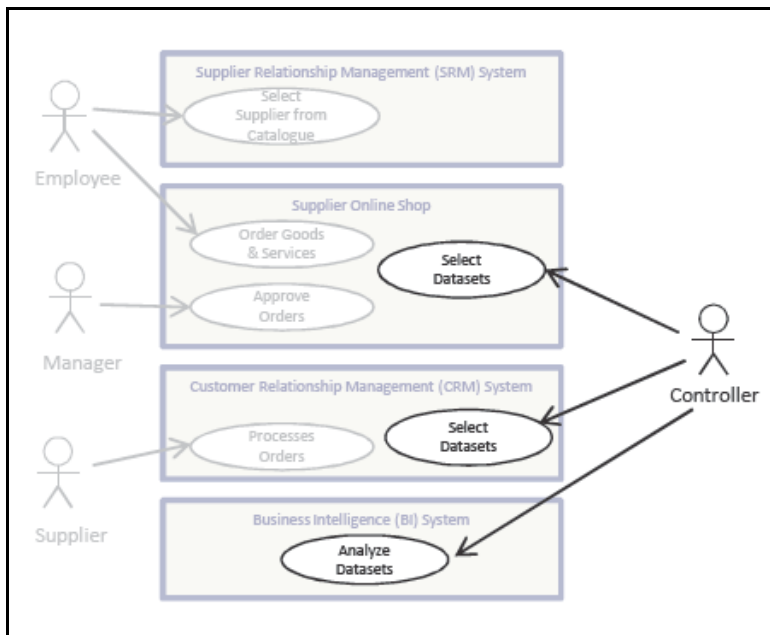 Supplier Relationship Management (SRM) System
Select
Supplier from
Catalogue
Employee
Supplier Online Shop
Order Goods
& Services
Select
Datasets
Approve
Orders
Manager
Controller
Customer Relationship Management (CRM) System
Processes
Orders
Select
Datasets
Supplier
Business Intelligence (BI) System
Analyze
Datasets